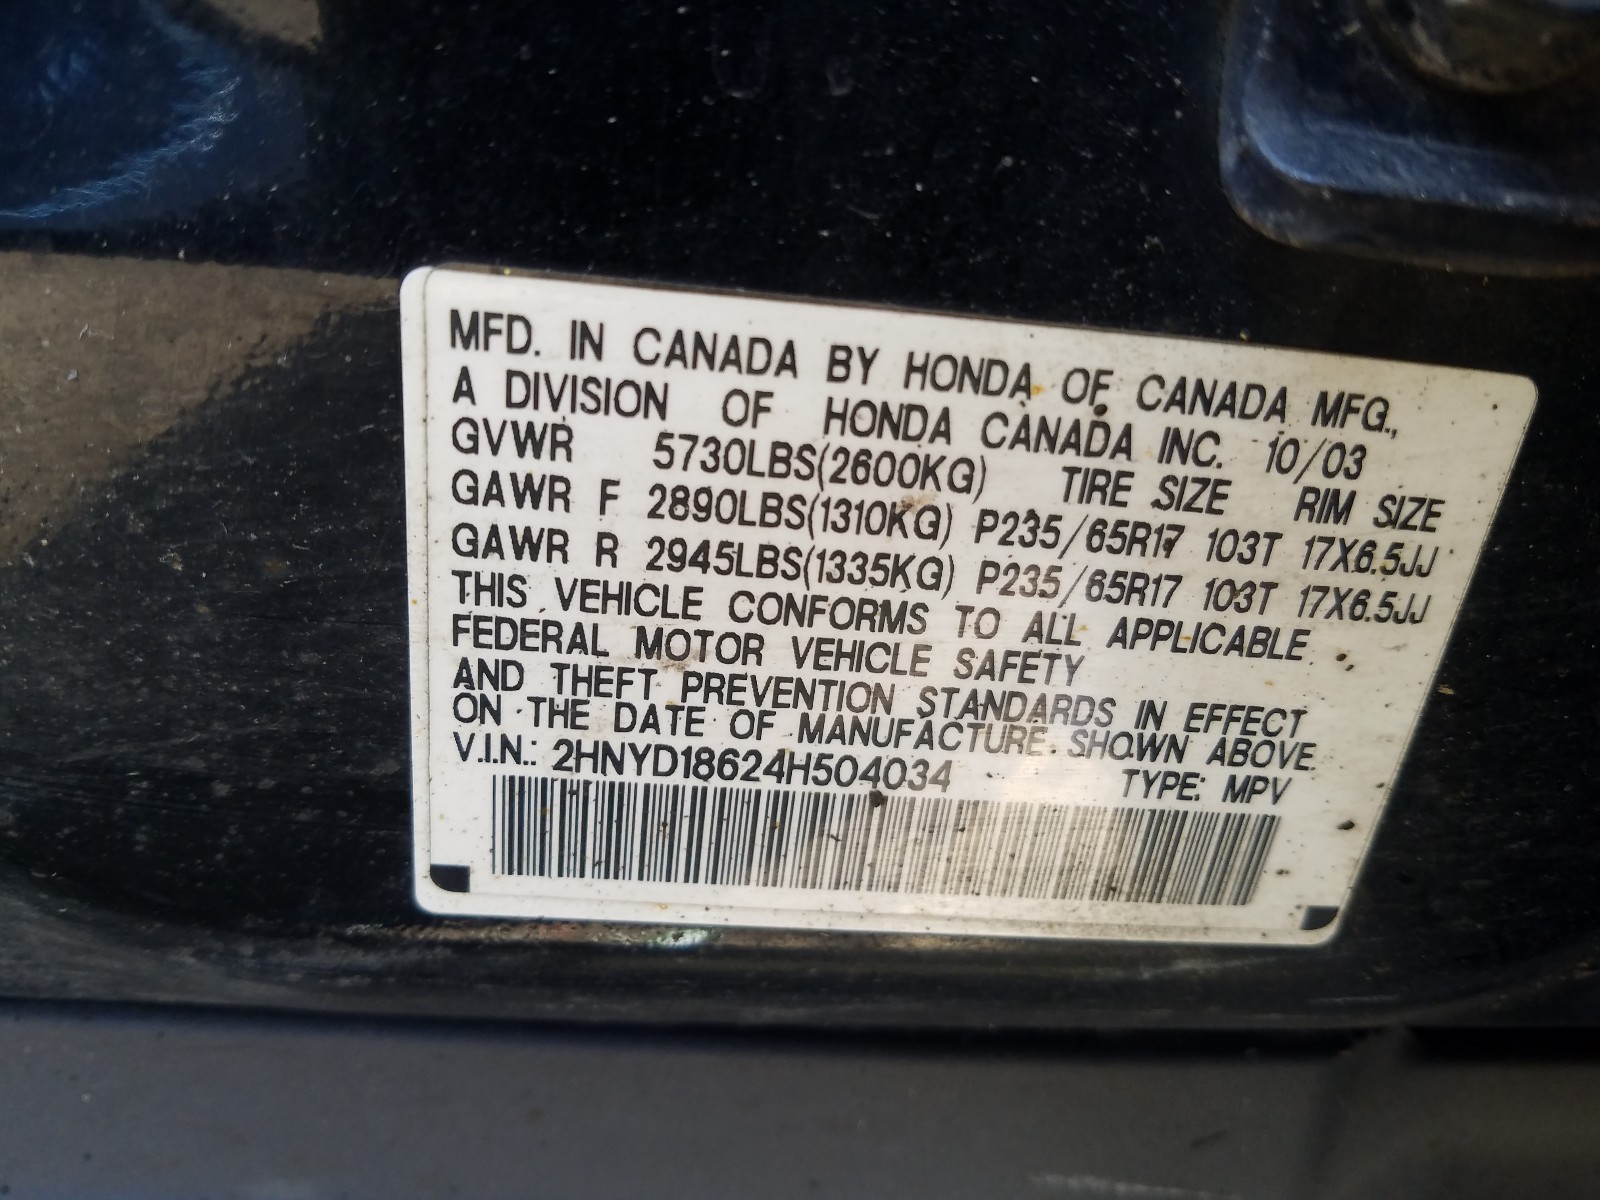 MFD. IN CANADA BY HONDA OF CANADA MFG.,
A DIVISION OF HONDA CANADA INC. 10/03
GVWR 5730LBS(2600KG) TIRE SIZE RIM SIZE
GAWR F 2890LBS(1310KG) P235/65R17 103T 17X6.5JJ
GAWR R 2945LBS(1335KG) P235/65R17 103T 17X6.5JJ
THIS VEHICLE CONFORMS TO ALL APPLICABLE
FEDERAL MOTOR VEHICLE SAFETY
AND THEFT PREVENTION STANDARDS IN EFFECT
ON THE DATE OF MANUFACTURE SHOWN ABOVE
V.I.N.: 2HNYD18624H504034 TYPE: MPV